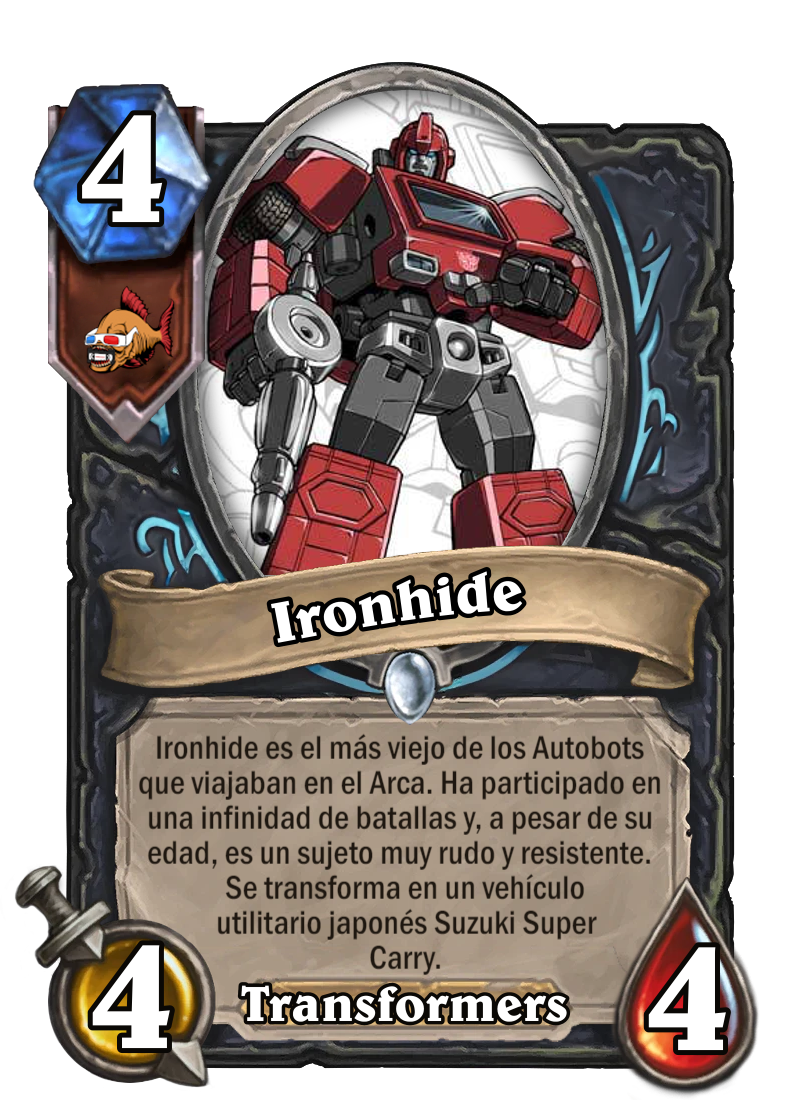 4
Ironhide
Ironhide es el más viejo de los Autobots
que viajaban en el Arca. Ha participado en
una infinidad de batallas y, a pesar de su
edad, es un sujeto muy rudo y resistente.
Se transforma en un vehículo
utilitario japonés Suzuki Super
Carry.
4 Transformers 4